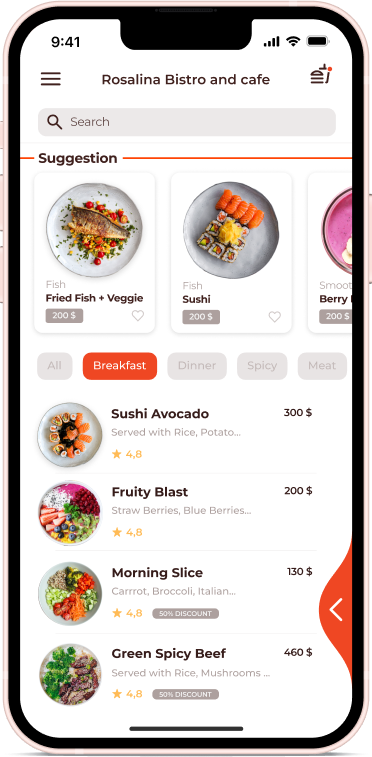 9:41
Rosalina Bistro and cafe
Search
Suggestion
Fish
Fried Fish + Veggie
200 $
Fish
Sushi
200 $
Smoot
Berry
200 $
All
Breakfast
Dinner
Spicy
Meat
Sushi Avocado
300 $
Served with Rice, Potato...
4,8
Fruity Blast
200 $
Straw Berries, Blue Berries...
4,8
Morning Slice
130 $
Carrrot, Broccoli, Italian...
4,8
50% DISCOUNT
Green Spicy Beef
460 $
Served with Rice, Mushrooms ...
4,8
50% DISCOUNT